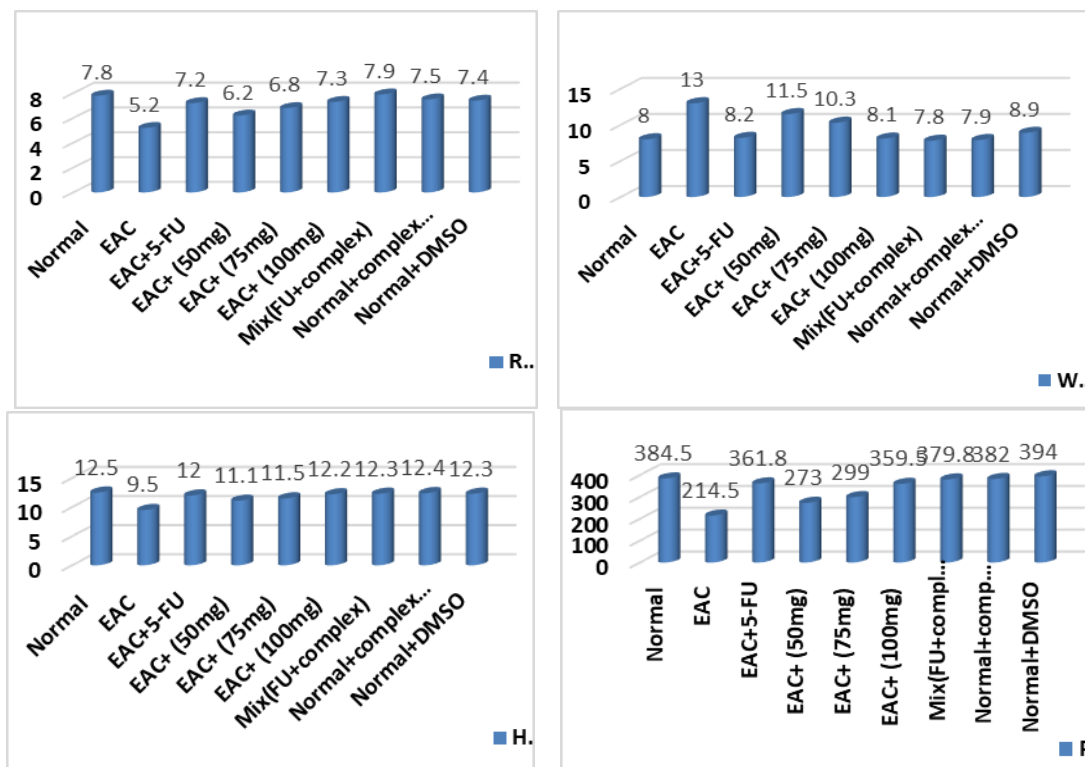 7.8 5.2 7.2 6.2 6.8 7.3 7.9 7.5 7.4
8
6
4
2
0
Normal
EAC
EAC+5-FU
EAC+ (50mg)
EAC+ (75mg)
EAC+ (100mg)
Mix(FU+complex)
Normal+complex...
Normal+DMSO
R..
8 13 8.2 11.5 10.3 8.1 7.8 7.9 8.9
15
10
5
0
Normal
EAC
EAC+5-FU
EAC+ (50mg)
EAC+ (75mg)
EAC+ (100mg)
Mix(FU+complex)
Normal+complex...
Normal+DMSO
W.
12.5 9.5 12 11.1 11.5 12.2 12.3 12.4 12.3
15
10
5
0
Normal
EAC
EAC+5-FU
EAC+ (50mg)
EAC+ (75mg)
EAC+ (100mg)
Mix(FU+complex)
Normal+complex...
Normal+DMSO
H.
384.5 214.5 361.8 273 299 359.5 379.8 382 394
400
300
200
100
0
Normal
EAC
EAC+5-FU
EAC+ (50mg)
EAC+ (75mg)
EAC+ (100mg)
Mix(FU+compl...
Normal+comp...
Normal+DMSO